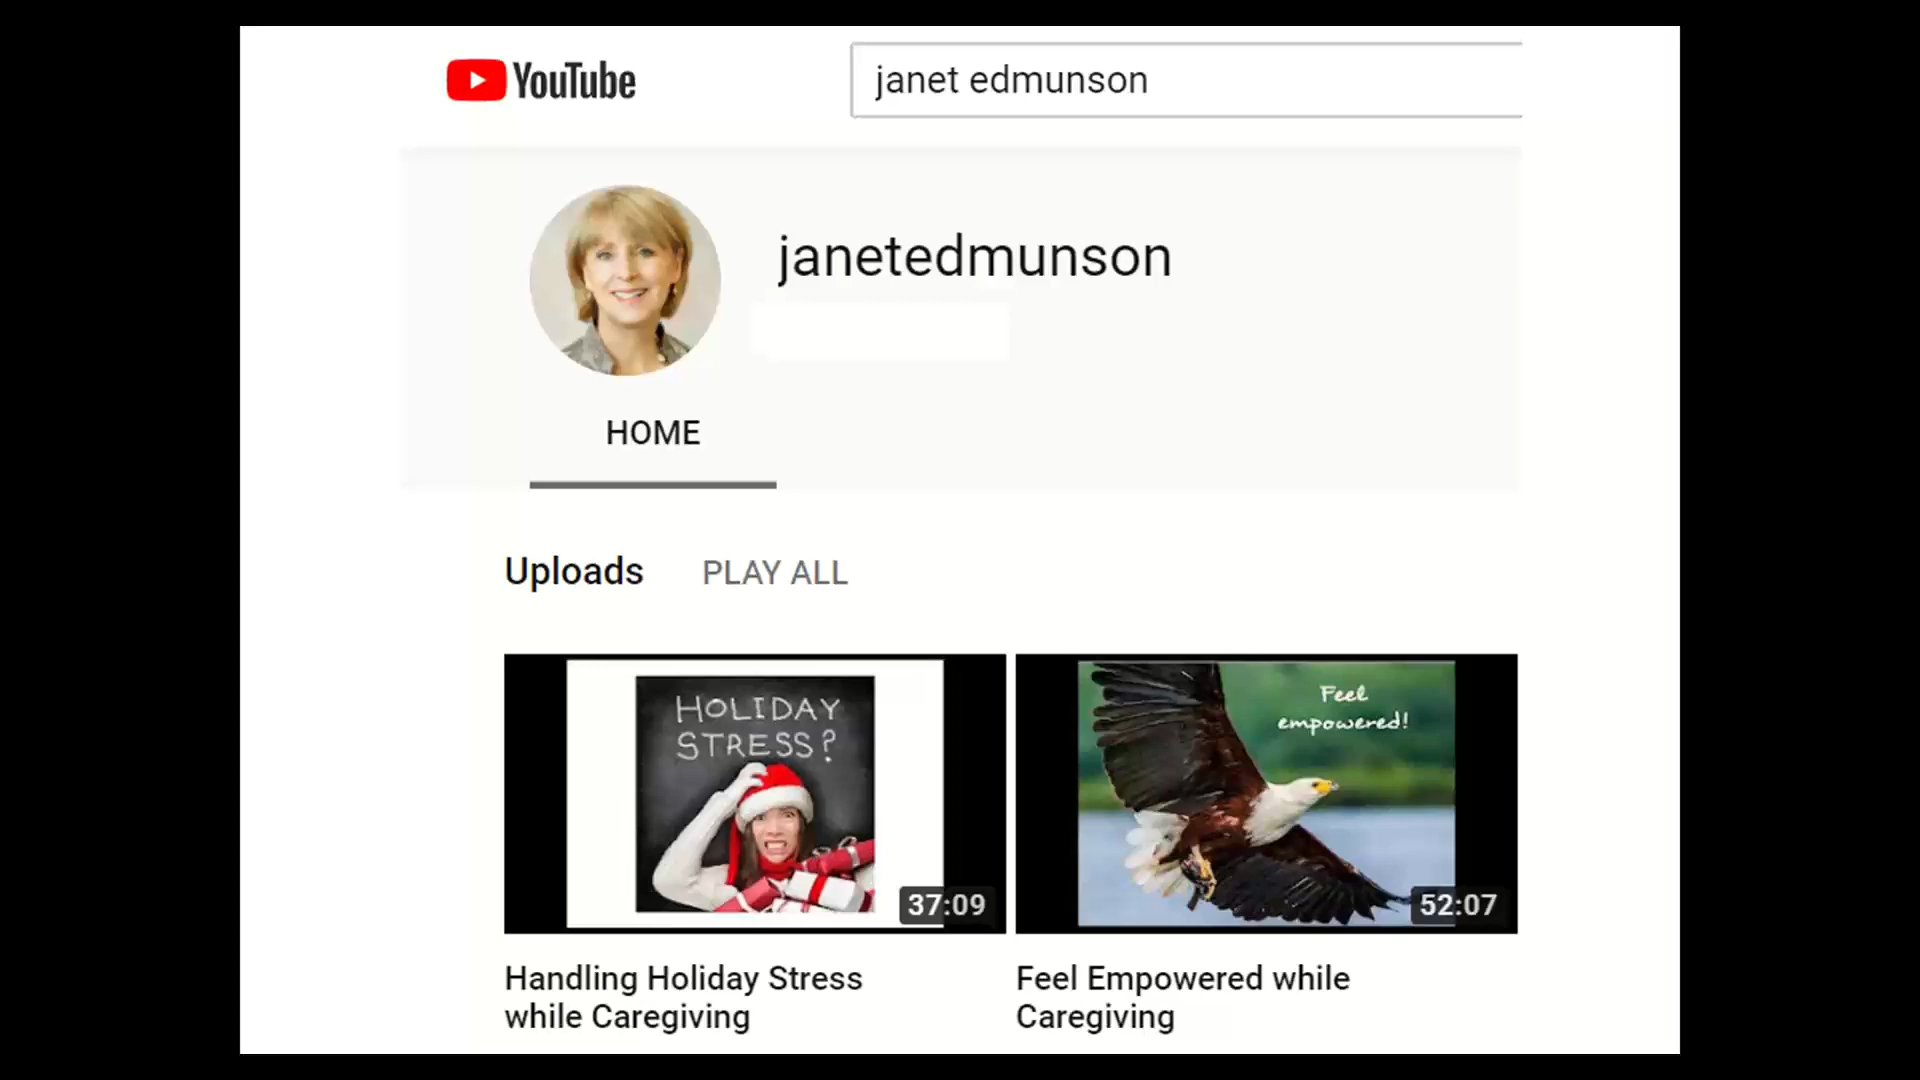 YouTube
janet edmunson
janetedmunson
HOME
Uploads PLAY ALL
HOLIDAY
STRESS?
37:09
Feel
empowered!
52:07
Handling Holiday Stress
while Caregiving
Feel Empowered while
Caregiving